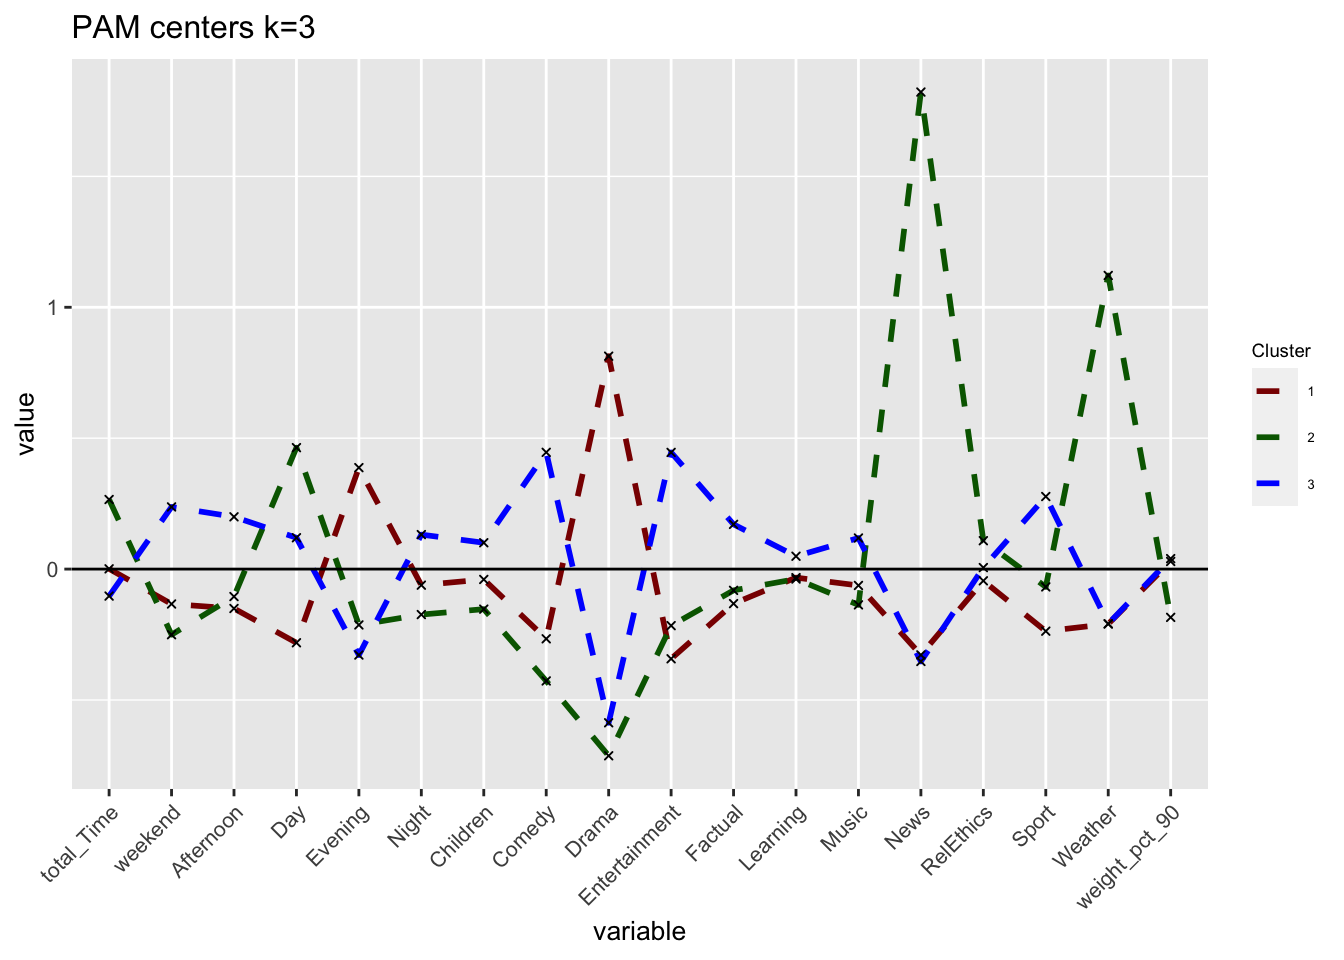 PAM centers k=3
value
1
0
Cluster
1
2
3
total_Time
weekend
Afternoon
Day
Evening
Night
Children
Comedy
Drama
Entertainment
Factual
Learning
Music
News
RelEthics
Sport
Weather
weight_pct_90
variable